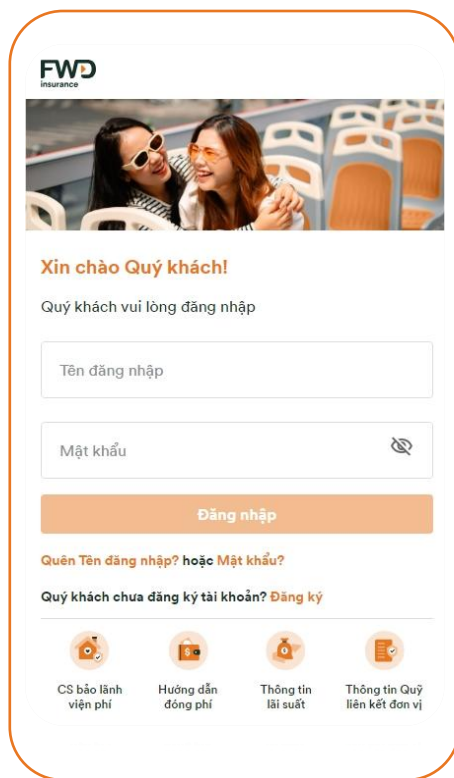 FWD
insurance
Xin chào Quý khách!
Quý khách vui lòng đăng nhập
Tên đăng nhập
Mật khẩu
Đăng nhập
Quên Tên đăng nhập? hoặc Mật khẩu?
Quý khách chưa đăng ký tài khoản? Đăng ký
CS bảo lãnh
viện phí
Hướng dẫn
đóng phí
Thông tin
lãi suất
Thông tin Quỹ
liên kết đơn vị